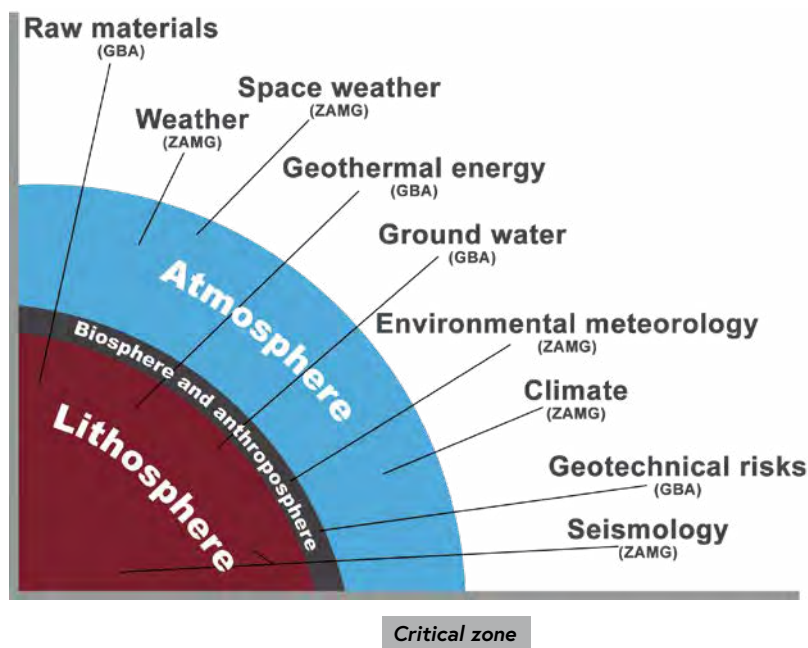 Raw materials
(GBA)
Space weather
(ZAMG)
Weather
(ZAMG)
Geothermal energy
(GBA)
Ground water
(GBA)
Atmosphere
Environmental meteorology
(ZAMG)
Biosphere and anthroposphere
Climate
(ZAMG)
Lithosphere
Geotechnical risks
(GBA)
Seismology
(ZAMG)
Critical zone